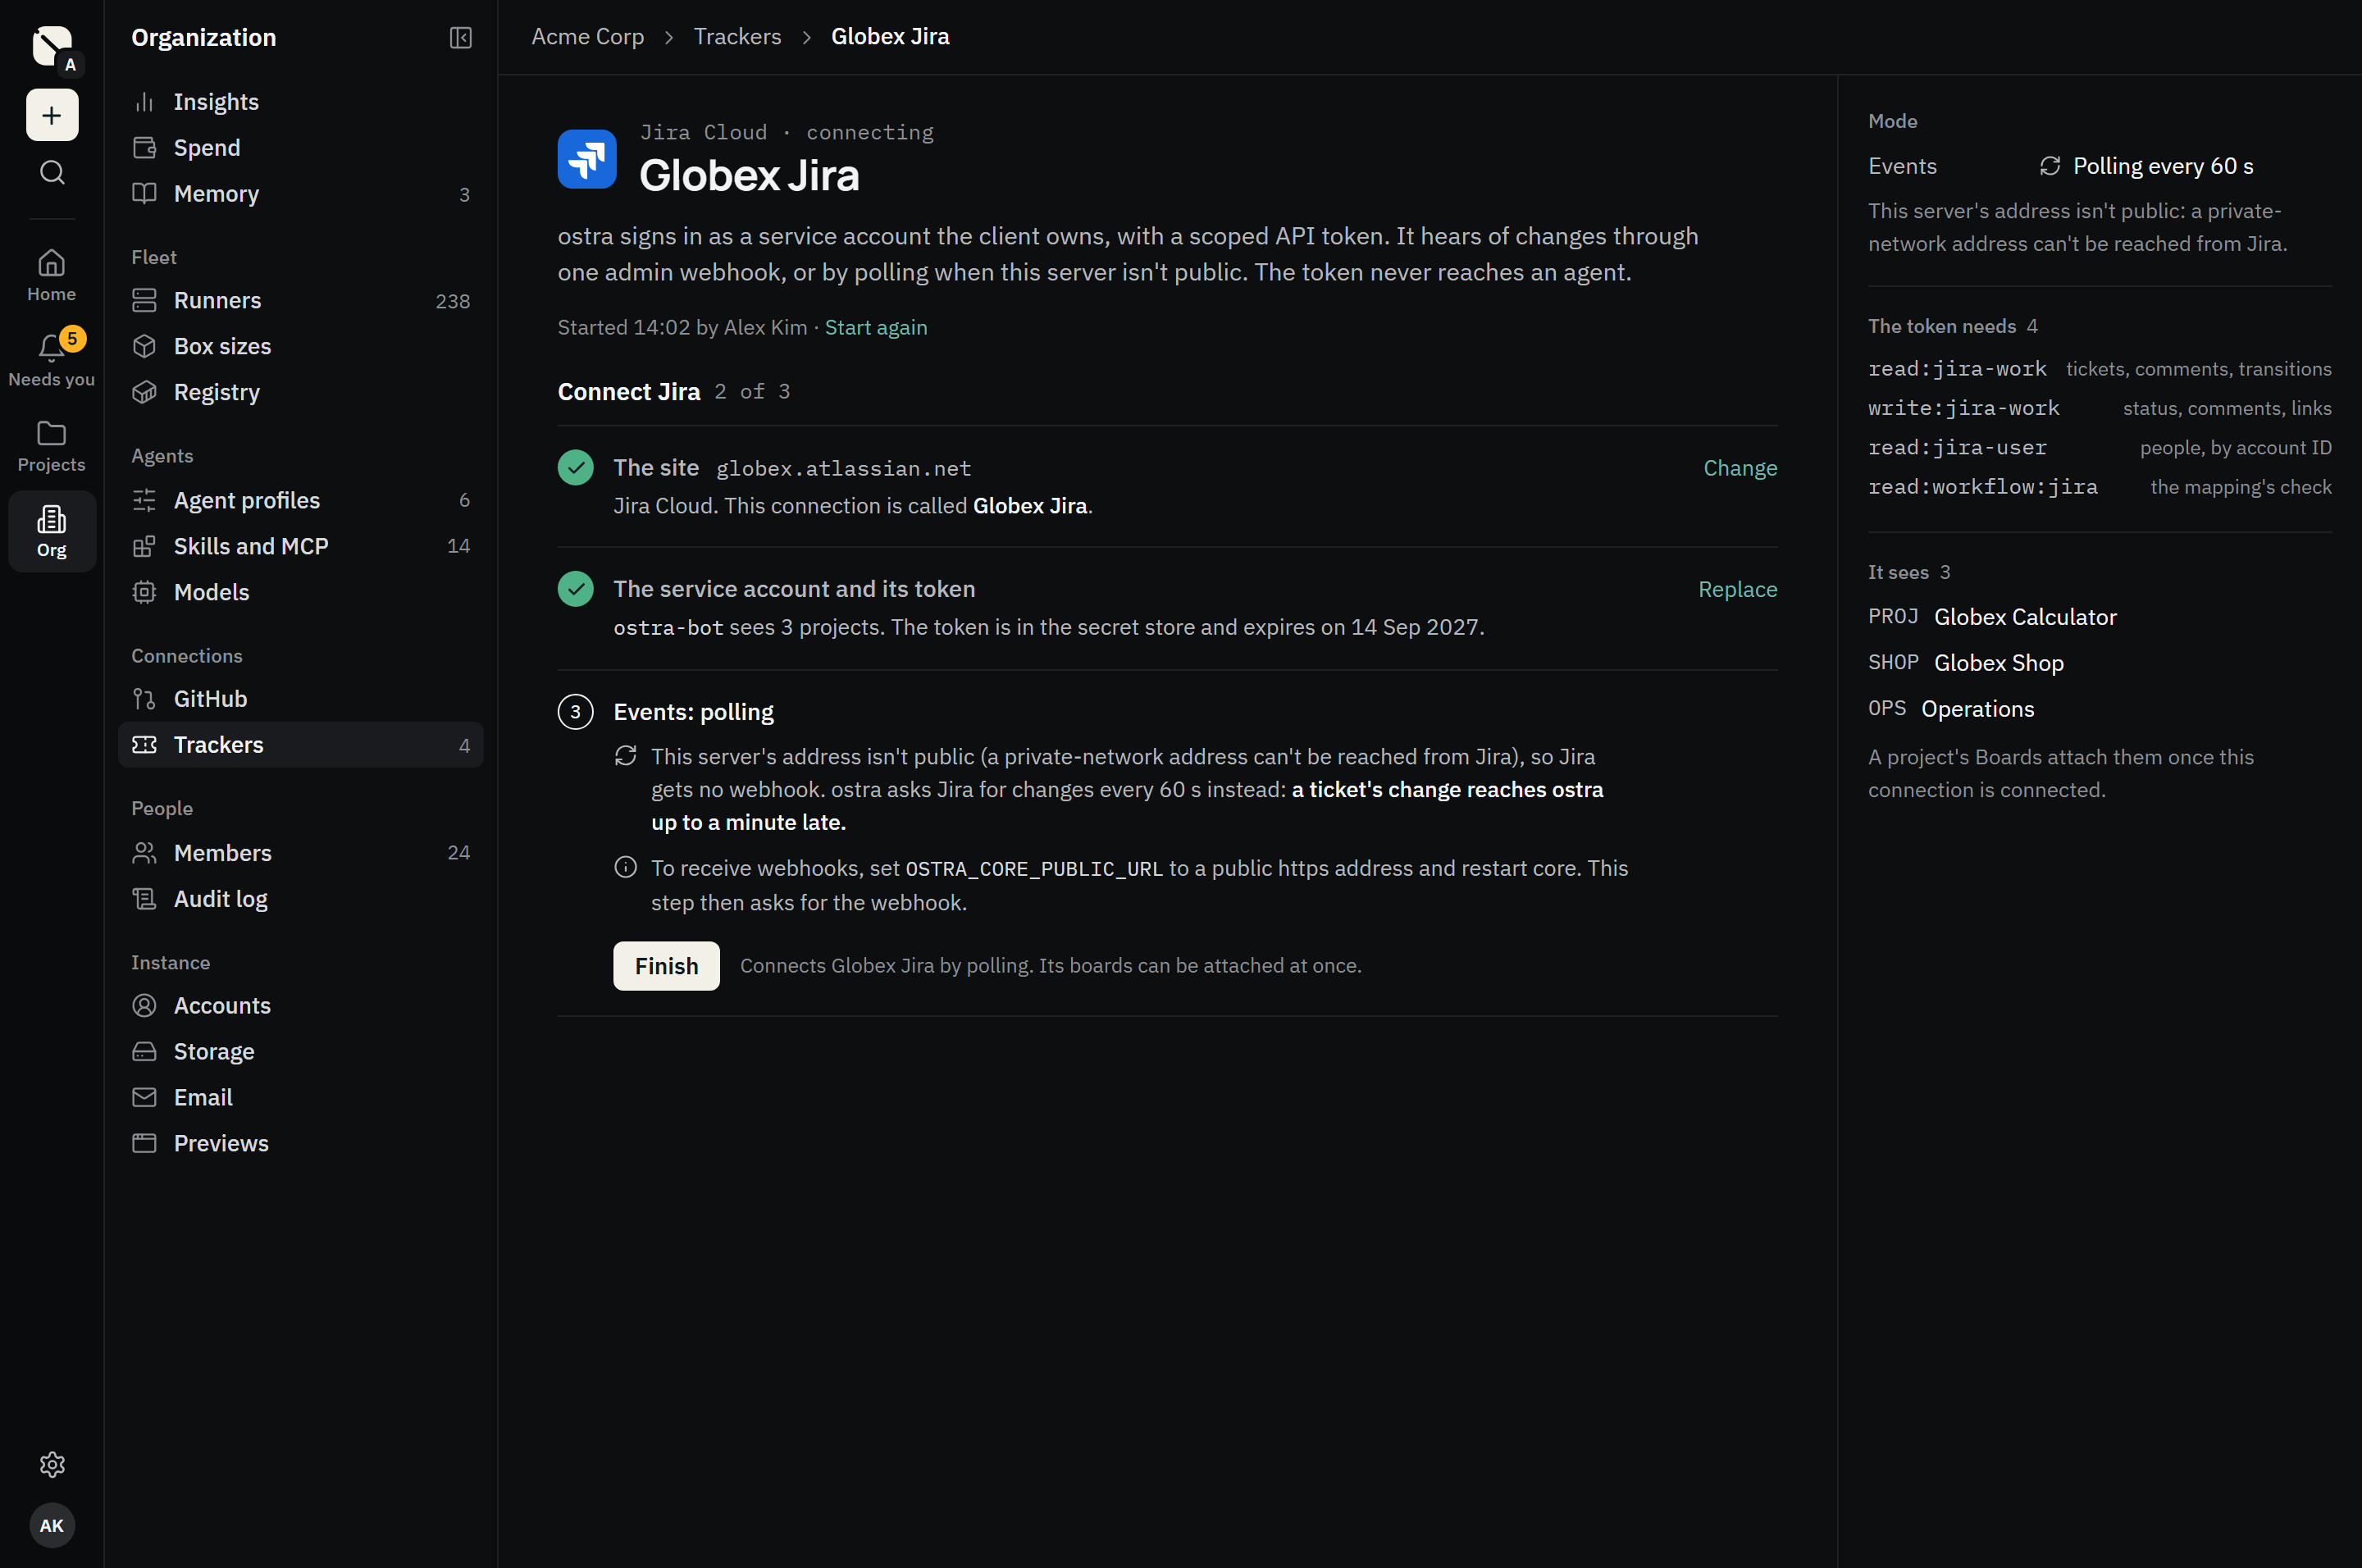 A
Home
5
Needs you
Projects
Org
AK
Organization
Insights
Spend
Memory 3
Fleet
Runners 238
Box sizes
Registry
Agents
Agent profiles 6
Skills and MCP 14
Models
Connections
GitHub
Trackers 4
People
Members 24
Audit log
Instance
Accounts
Storage
Email
Previews
Acme Corp > Trackers > Globex Jira
Jira Cloud · connecting
Globex Jira
ostra signs in as a service account the client owns, with a scoped API token. It hears of changes through
one admin webhook, or by polling when this server isn't public. The token never reaches an agent.
Started 14:02 by Alex Kim · Start again
Connect Jira 2 of 3
The site globex.atlassian.net Change
Jira Cloud. This connection is called Globex Jira.
The service account and its token Replace
ostra-bot sees 3 projects. The token is in the secret store and expires on 14 Sep 2027.
3 Events: polling
This server's address isn't public (a private-network address can't be reached from Jira), so Jira
gets no webhook. ostra asks Jira for changes every 60 s instead: a ticket's change reaches ostra
up to a minute late.
To receive webhooks, set OSTRA_CORE_PUBLIC_URL to a public https address and restart core. This
step then asks for the webhook.
Finish Connects Globex Jira by polling. Its boards can be attached at once.
Mode
Events Polling every 60 s
This server's address isn't public: a private-
network address can't be reached from Jira.
The token needs 4
read:jira-work tickets, comments, transitions
write:jira-work status, comments, links
read:jira-user people, by account ID
read:workflow:jira the mapping's check
It sees 3
PROJ Globex Calculator
SHOP Globex Shop
OPS Operations
A project's Boards attach them once this
connection is connected.